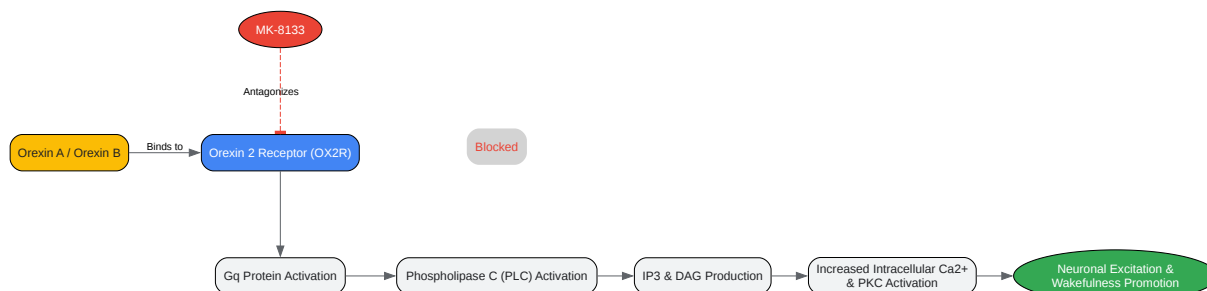 MK-8133
Antagonizes
Orexin A / Orexin B
Binds to
Orexin 2 Receptor (OX2R)
Blocked
Gq Protein Activation
Phospholipase C (PLC) Activation
IP3 & DAG Production
Increased Intracellular Ca2+
& PKC Activation
Neuronal Excitation &
Wakefulness Promotion